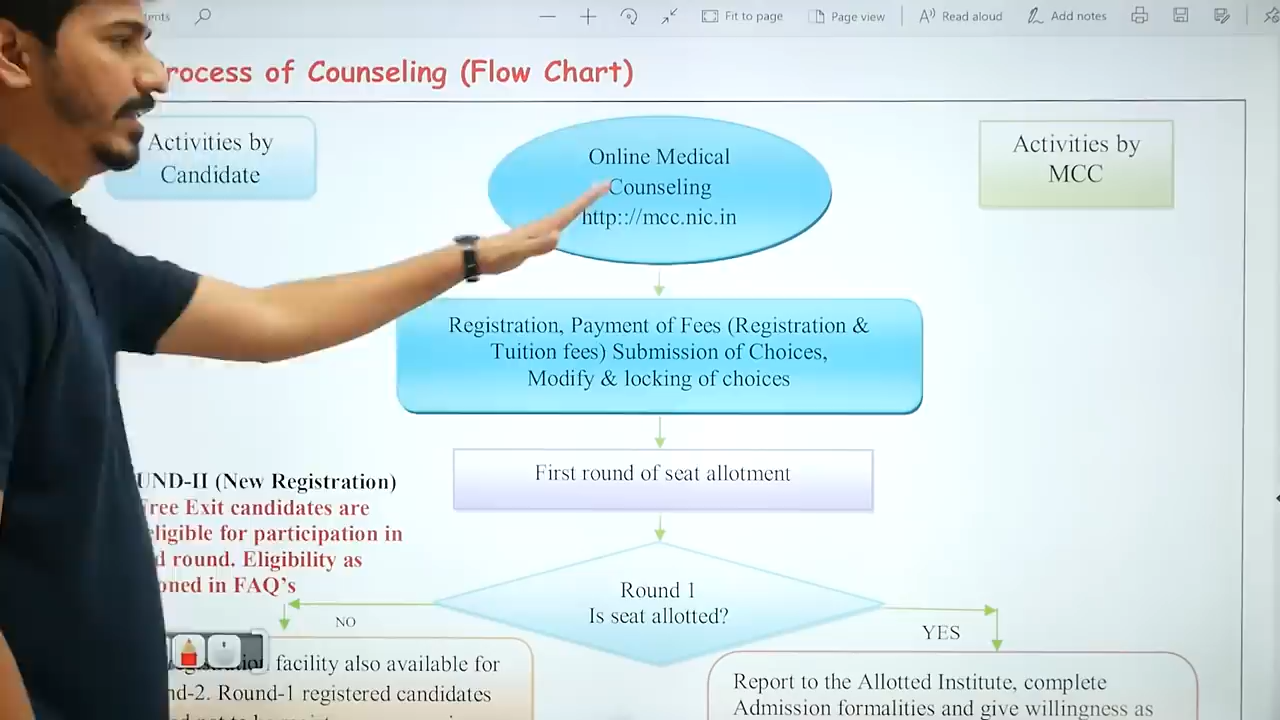 Fit to page
Page view
Read aloud
Add notes
rocess of Counseling (Flow Chart)
Activities by
Candidate
Online Medical
Counseling
http:://mcc.nic.in
Activities by
MCC
Registration, Payment of Fees (Registration &
Tuition fees) Submission of Choices,
Modify & locking of choices
First round of seat allotment
UND-II (New Registration)
Free Exit candidates are
eligible for participation in
d round. Eligibility as
oned in FAQ's
Round 1
Is seat allotted?
NO
YES
facility also available for
nd-2. Round-1 registered candidates
Report to the Allotted Institute, complete
Admission formalities and give willingness as